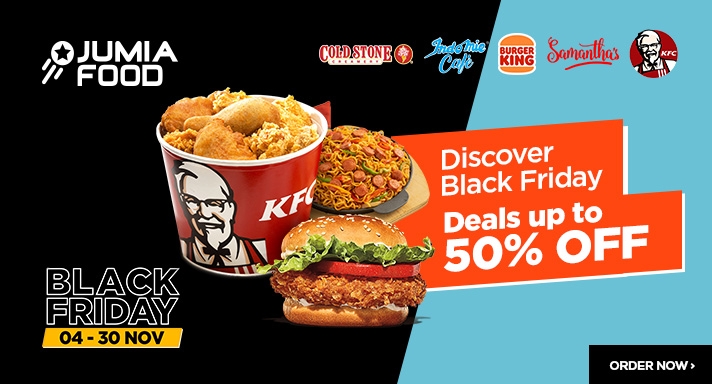 JUMIA
FOOD
COLD STONE
CREAMERY
Indomie
Café
BURGER
KING
Samantha's
KFC
KFC
Discover
Black Friday
Deals up to
50% OFF
BLACK
FRIDAY
04 - 30 NOV
ORDER NOW ›